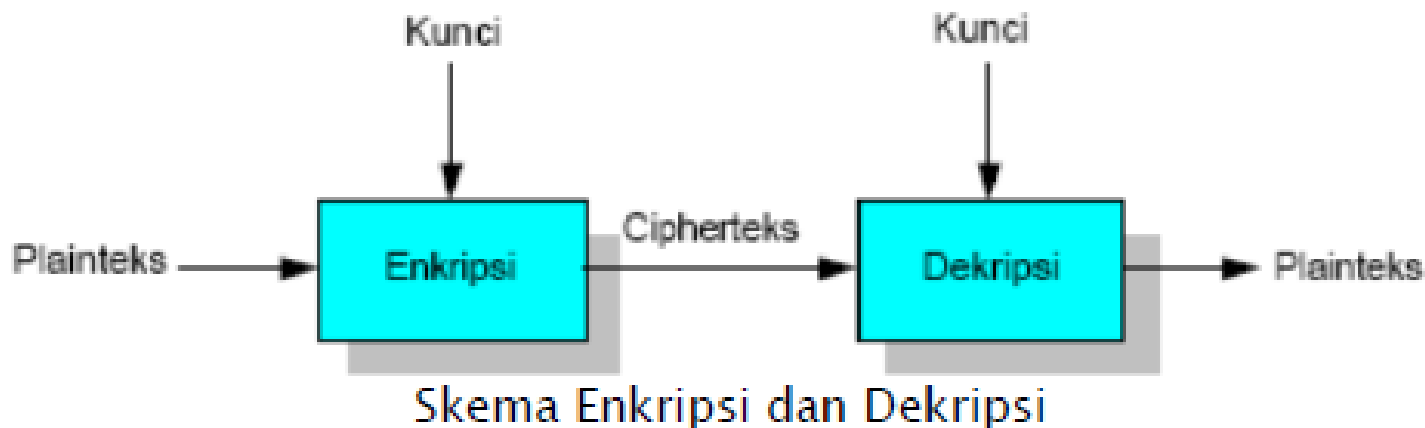 Kunci
Kunci
Plainteks
Enkripsi
Cipherteks
Dekripsi
Plainteks
Skema Enkripsi dan Dekripsi